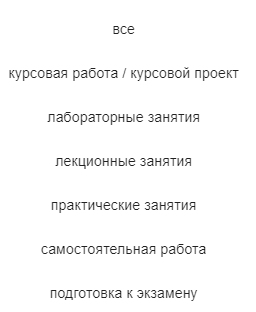 все
курсовая работа / курсовой проект
лабораторные занятия
лекционные занятия
практические занятия
самостоятельная работа
подготовка к экзамену